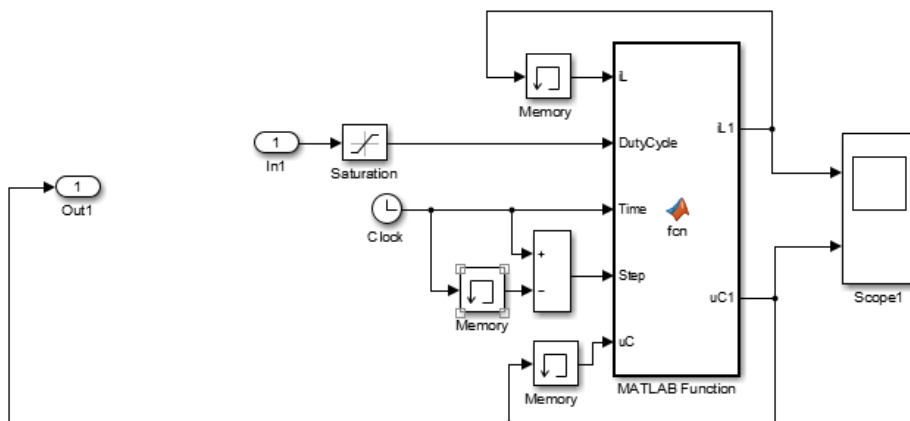 iL
Memory
iL1
1
In1
Saturation
DutyCycle
1
Out1
Clock
Time
fcn
+
−
Step
Memory
uC1
Scope1
uC
Memory
MATLAB Function